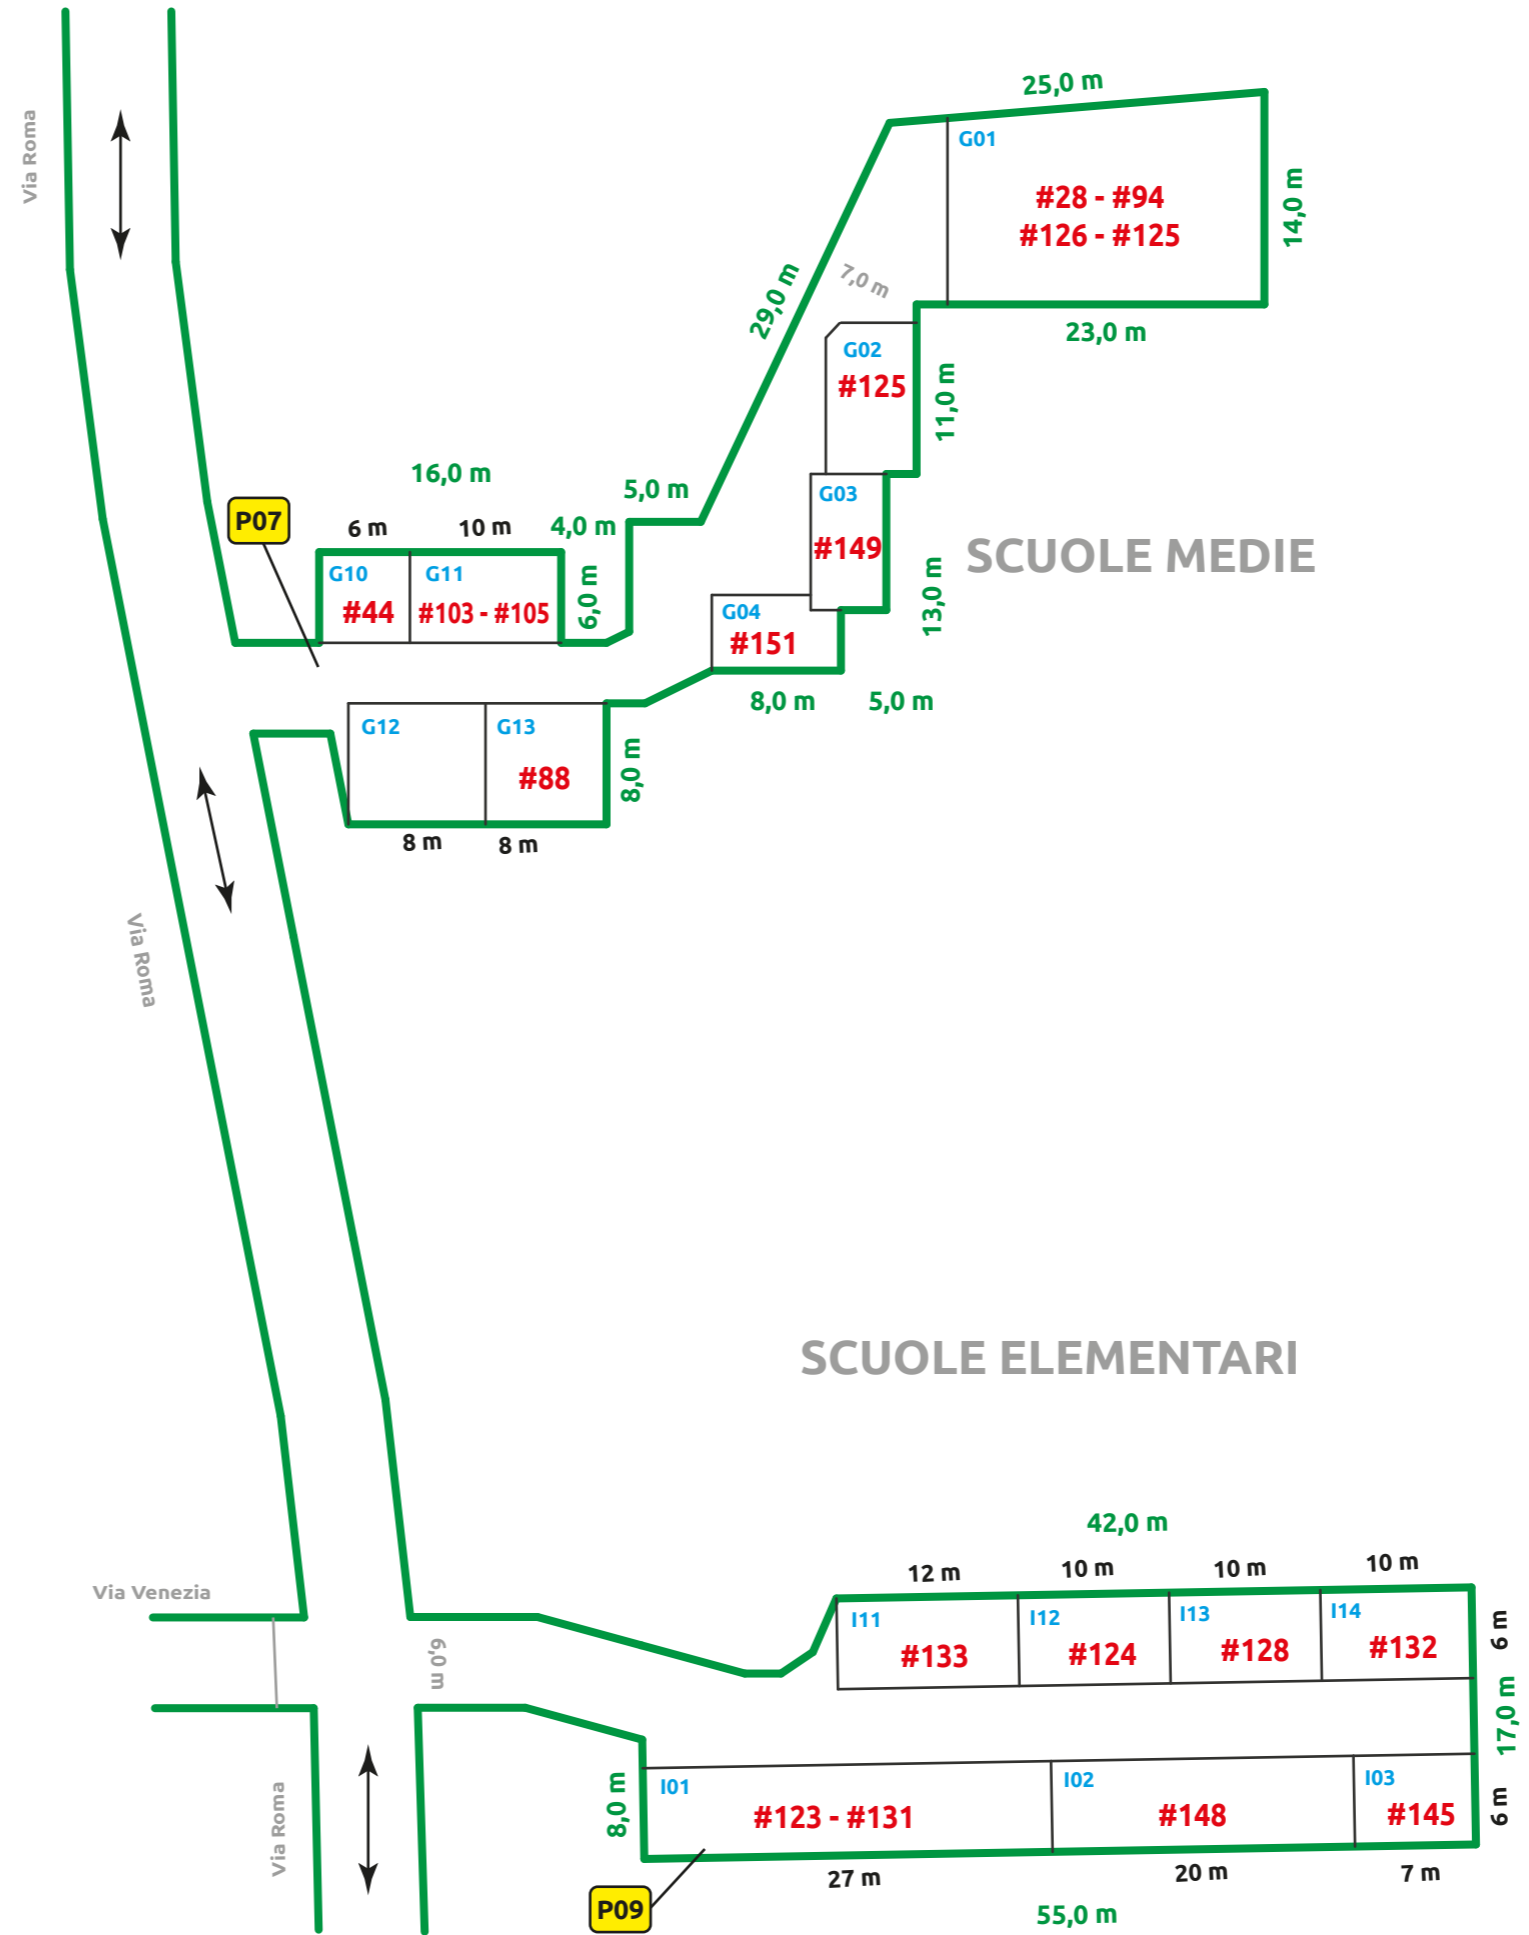 25,0 m
Via Roma
G01
#28 - #94
#126 - #125
14,0 m
29,0 m
7,0 m
23,0 m
G02
#125
11,0 m
16,0 m
5,0 m
G03
#149
P07
6 m
10 m
4,0 m
SCUOLE MEDIE
G10
#44
G11
#103 - #105
6,0 m
13,0 m
G04
#151
8,0 m
5,0 m
G12
G13
#88
8,0 m
8 m
8 m
Via Roma
SCUOLE ELEMENTARI
42,0 m
12 m
10 m
10 m
10 m
Via Venezia
I11
#133
I12
#124
I13
#128
I14
#132
6 m
6,0 m
17,0 m
Via Roma
8,0 m
I01
#123 - #131
I02
#148
I03
#145
6 m
27 m
20 m
7 m
P09
55,0 m